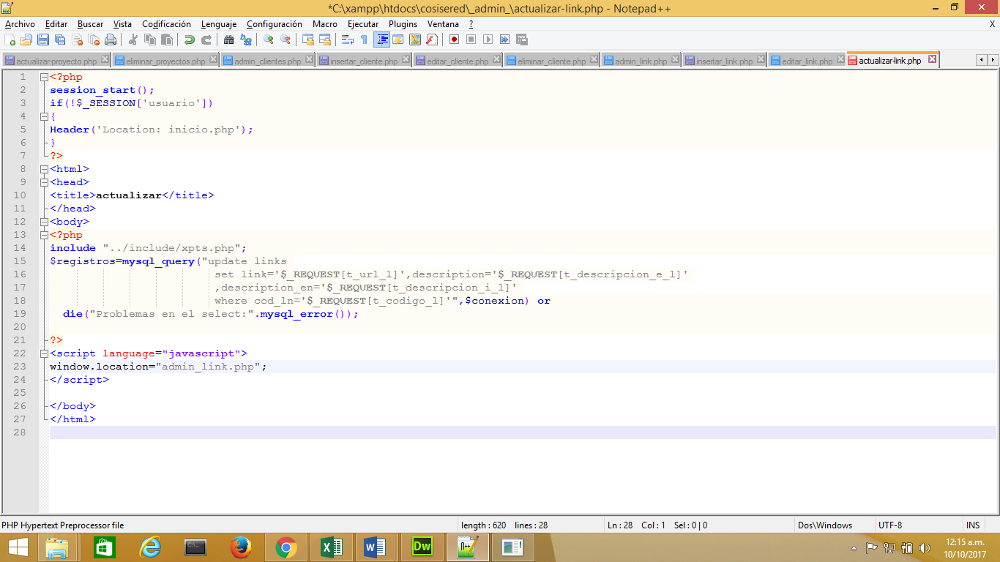 *C:\xampp\htdocs\cosisered\_admin_\actualizar-link.php - Notepad++
Archivo Editar Buscar Vista Codificación Lenguaje Configuración Macro Ejecutar Plugins Ventana ? X
actualizar-proyecto.php eliminar_proyectos.php admin_clientes.php insertar_cliente.php editar_cliente.php eliminar_cliente.php admin_link.php insertar_link.php editar_link.php actualizar-link.php
1 <?php
2 session_start();
3 if(!$_SESSION['usuario'])
4 {
5 Header('Location: inicio.php');
6 }
7 ?>
8 <html>
9 <head>
10 <title>actualizar</title>
11 </head>
12 <body>
13 <?php
14 include "../include/xpts.php";
15 $registros=mysql_query("update links
16 set link='$_REQUEST[t_url_l]',description='$_REQUEST[t_descripcion_e_l]'
17 ,description_en='$_REQUEST[t_descripcion_i_l]'
18 where cod_ln='$_REQUEST[t_codigo_l]'",$conexion) or
19 die("Problemas en el select:".mysql_error());
20
21 ?>
22 <script language="javascript">
23 window.location="admin_link.php";
24 </script>
25
26 </body>
27 </html>
28
PHP Hypertext Preprocessor file length : 620 lines : 28 Ln : 28 Col : 1 Sel : 0 | 0 Dos\Windows UTF-8 INS
12:15 a.m.
10/10/2017